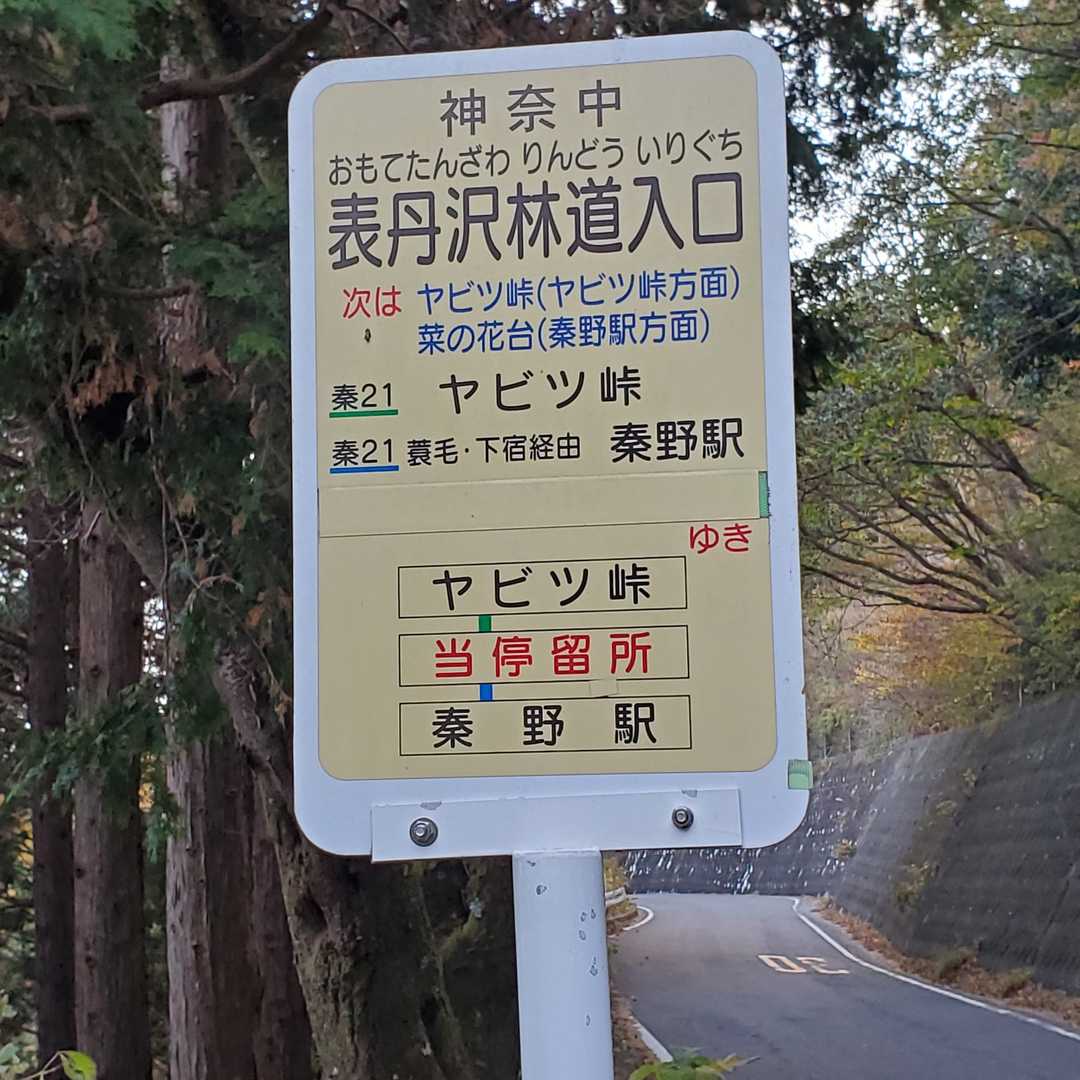 神奈中
おもてたんざわ りんどう いりぐち
表丹沢林道入口
次は ヤビツ峠(ヤビツ峠方面)
菜の花台(秦野駅方面)
秦21 ヤビツ峠
秦21 蓑毛・下宿経由 秦野駅
ゆき
ヤビツ峠
当停留所
秦野駅
30